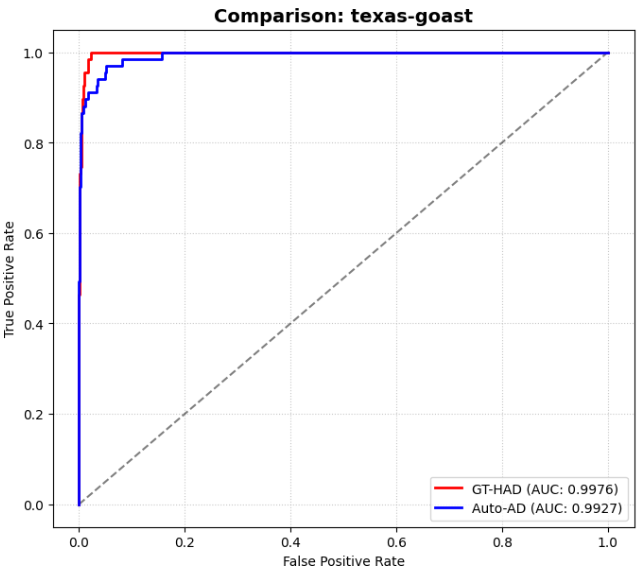 Comparison: texas-goast
1.0
0.8
0.6
0.4
0.2
0.0
True Positive Rate
0.0 0.2 0.4 0.6 0.8 1.0
False Positive Rate
GT-HAD (AUC: 0.9976)
Auto-AD (AUC: 0.9927)